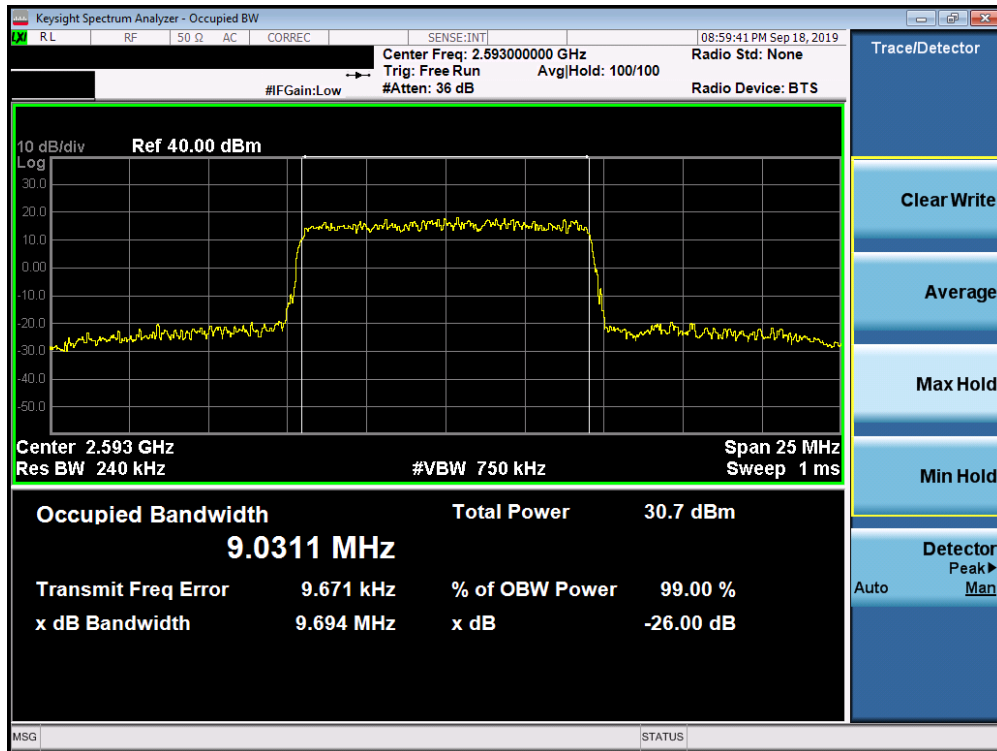 Keysight Spectrum Analyzer - Occupied BW
LXI RL RF 50 Ω AC CORREC SENSE:INT 08:59:41 PM Sep 18, 2019
Center Freq: 2.593000000 GHz Radio Std: None
Trig: Free Run Avg|Hold: 100/100
#IFGain:Low #Atten: 36 dB Radio Device: BTS
Trace/Detector
10 dB/div Ref 40.00 dBm
Log
30.0
20.0
10.0
0.00
-10.0
-20.0
-30.0
-40.0
-50.0
Center 2.593 GHz Span 25 MHz
Res BW 240 kHz #VBW 750 kHz Sweep 1 ms
Occupied Bandwidth Total Power 30.7 dBm
9.0311 MHz
Transmit Freq Error 9.671 kHz % of OBW Power 99.00 %
x dB Bandwidth 9.694 MHz x dB -26.00 dB
Clear Write
Average
Max Hold
Min Hold
Detector
Peak▶
Auto Man
MSG STATUS